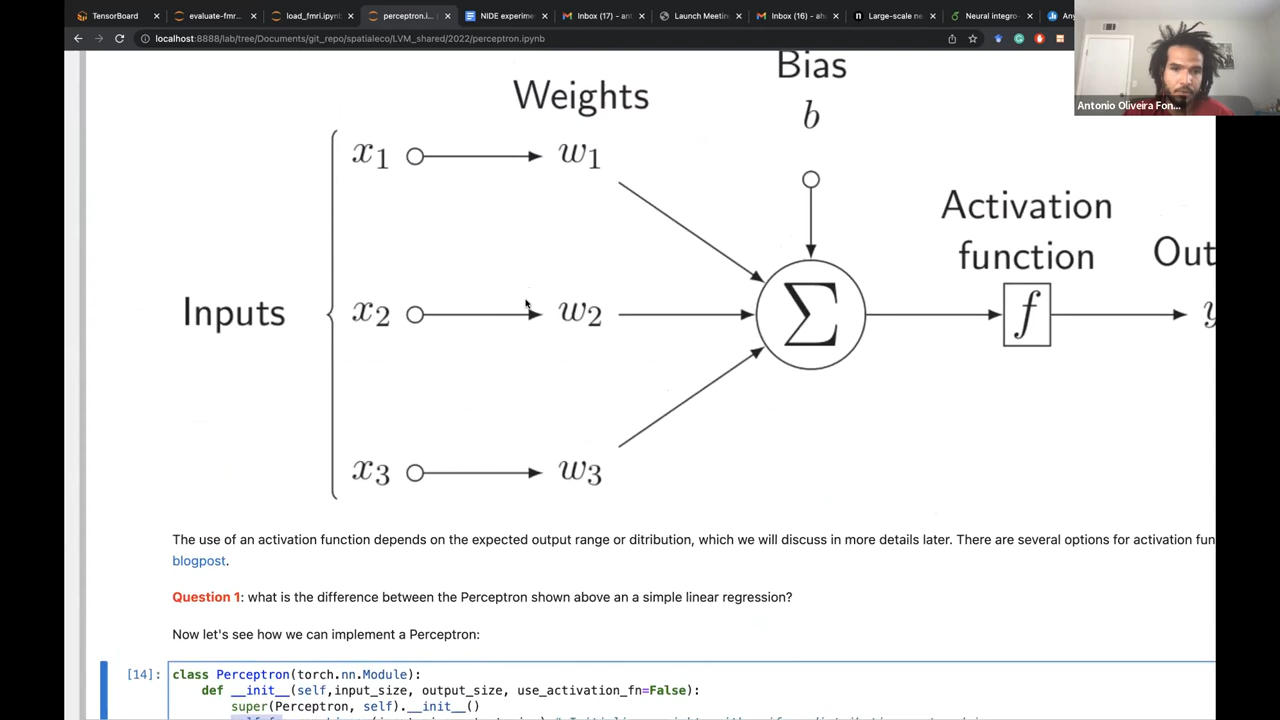 TensorBoard
evaluate-fmr...
load_fmri.ipyn
perceptron.i...
NIDE experime
Inbox (17) - an
Launch Meetin
Inbox (16) - a
Large-scale ne
Neural integro
An
localhost:8888/lab/tree/Documents/git_repo/spatialeco/LVM_shared/2022/perceptron.ipynb
Antonio Oliveira Fon...
Bias
b
Weights
x1
w1
Activation
function
Out
Inputs
x2
w2
Σ
f
y
x3
w3
The use of an activation function depends on the expected output range or ditribution, which we will discuss in more details later. There are several options for activation fun
blogpost.
Question 1: what is the difference between the Perceptron shown above an a simple linear regression?
Now let's see how we can implement a Perceptron:
[14]:
class Perceptron(torch.nn.Module):
def __init__(self,input_size, output_size, use_activation_fn=False):
super(Perceptron, self).__init__()